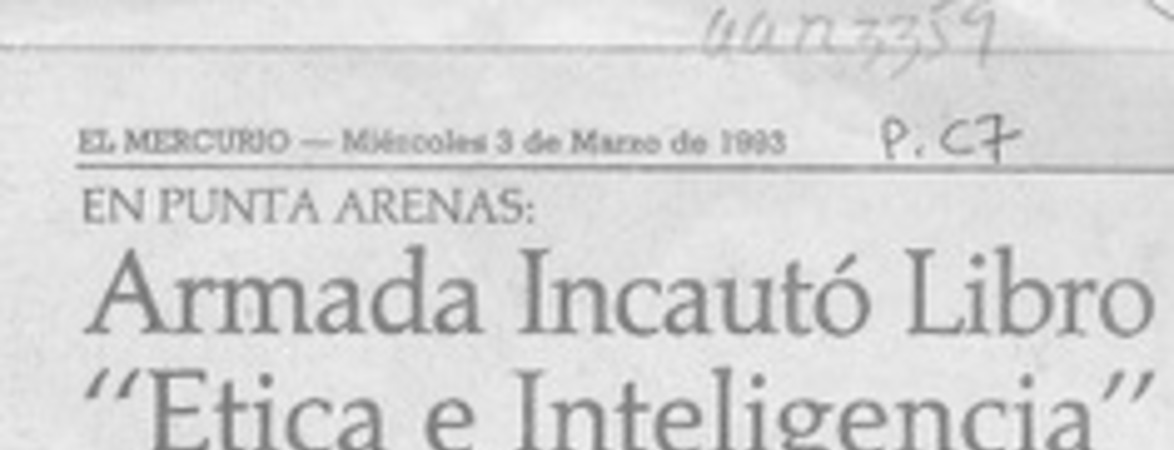 aan3359
EL MERCURIO — Miércoles 3 de Marzo de 1993 P. C7
EN PUNTA ARENAS:
Armada Incautó Libro
“Etica e Inteligencia”